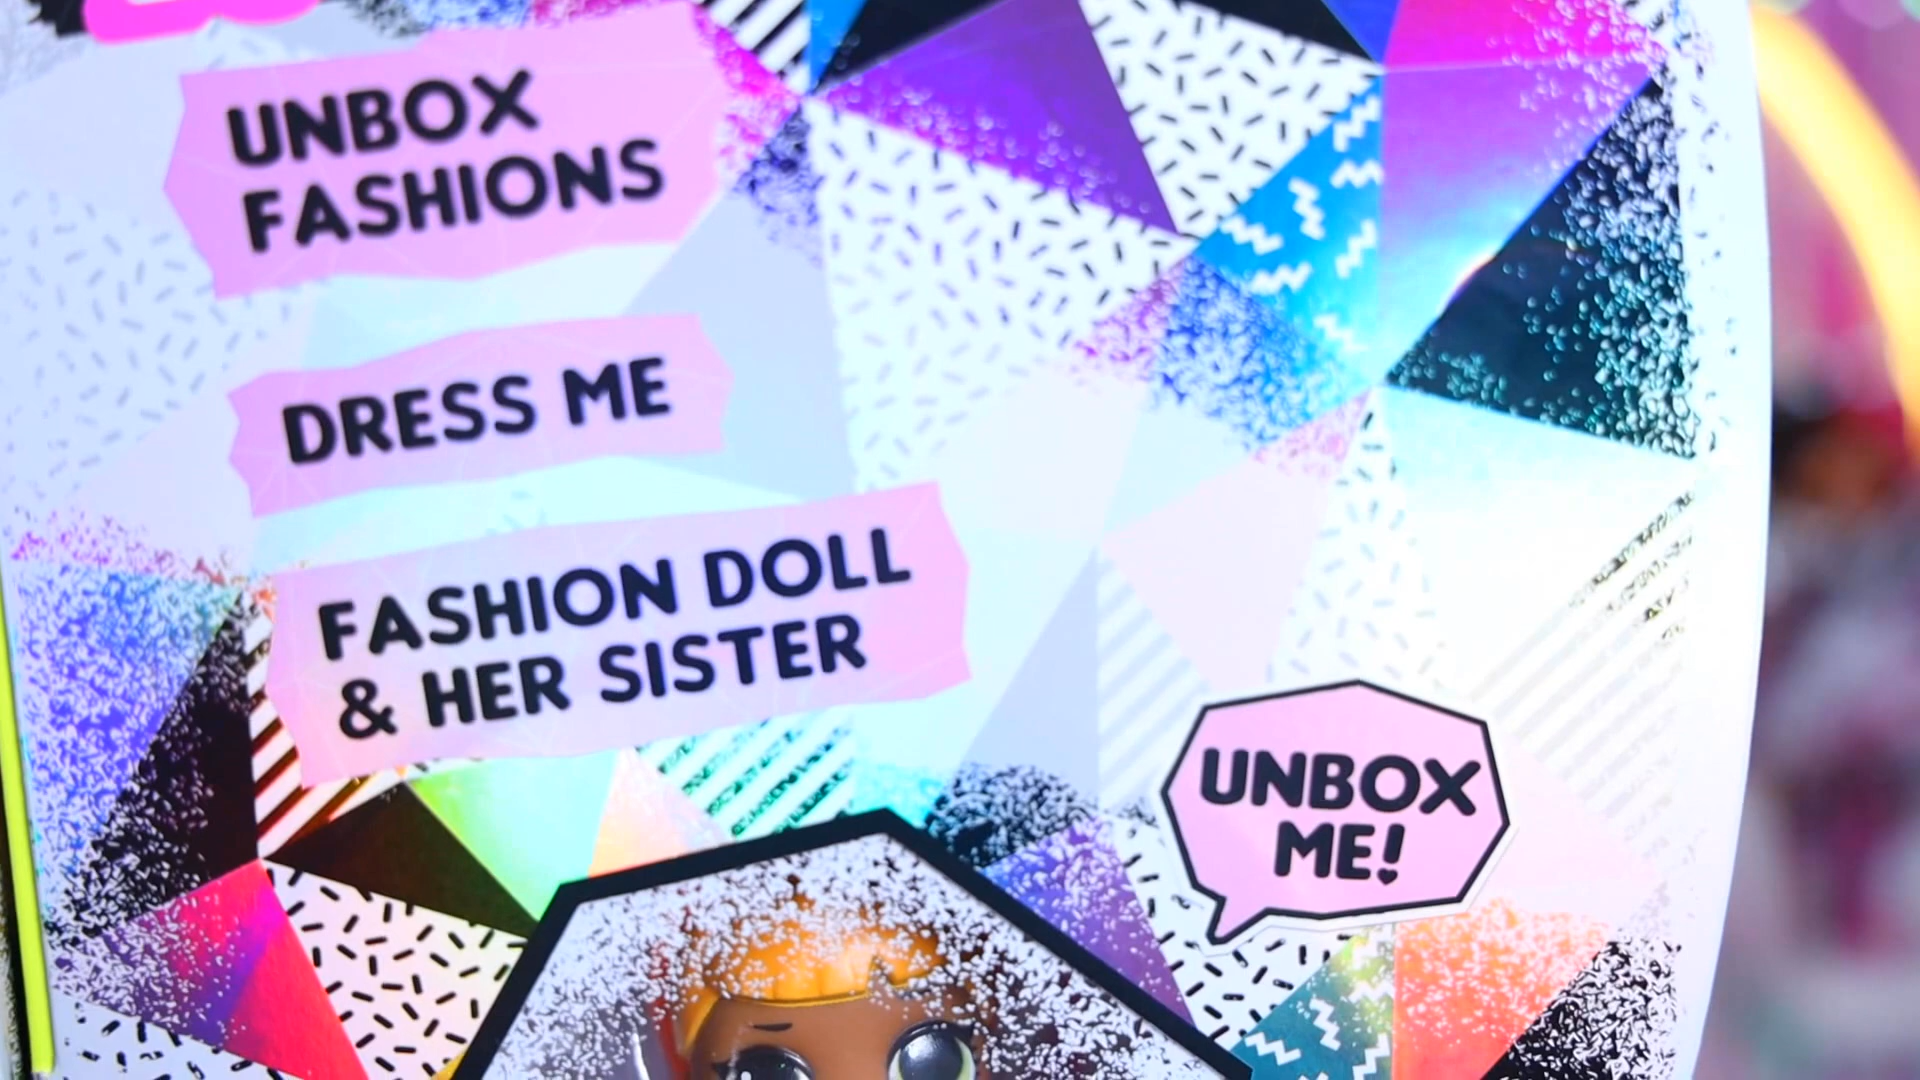 UNBOX
FASHIONS
DRESS ME
FASHION DOLL
& HER SISTER
UNBOX
ME!